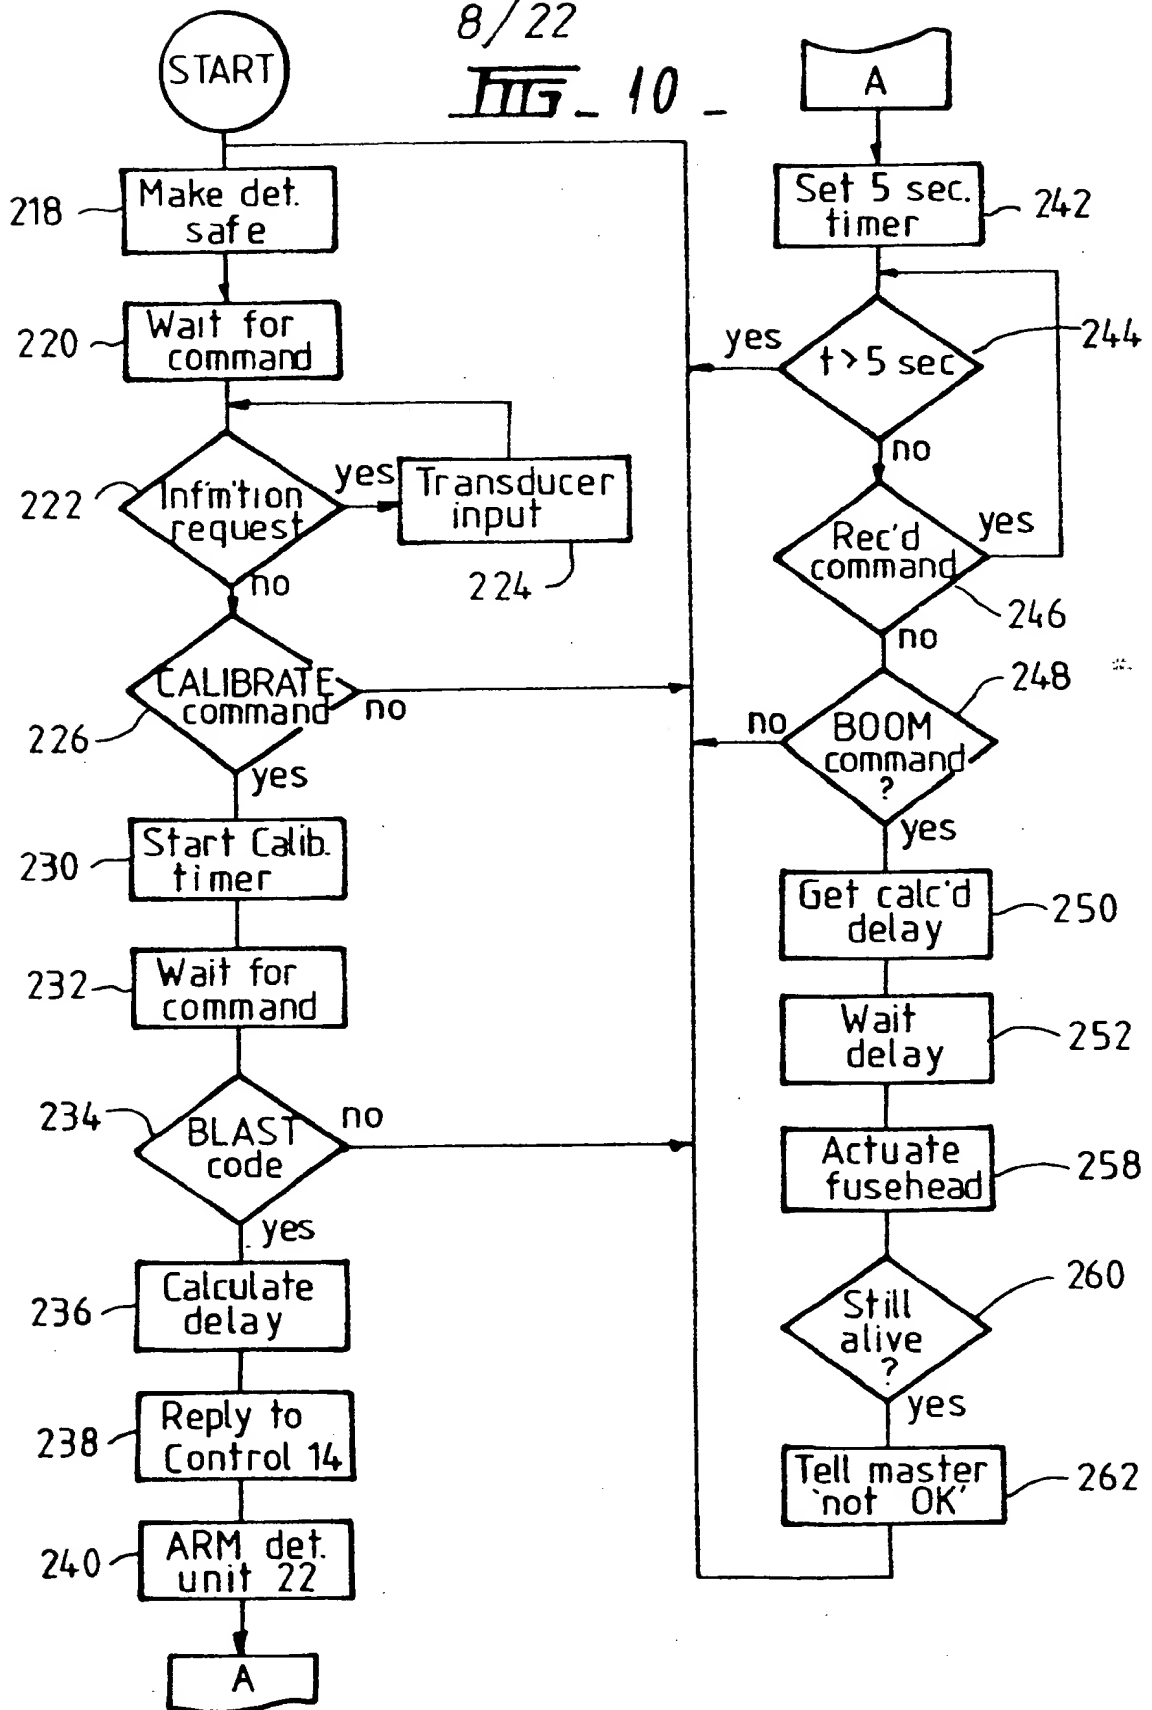 8/22
FIG_ 10_
START
218
Make det.
safe
220
Wait for
command
222
Infm'tion
request
yes
Transducer
input
224
no
CALIBRATE
command
no
226
yes
230
Start Calib.
timer
232
Wait for
command
234
BLAST
code
no
yes
236
Calculate
delay
238
Reply to
Control 14
240
ARM det.
unit 22
A
A
Set 5 sec.
timer
242
yes
t > 5 sec
244
no
Rec'd
command
yes
246
no
248
no
BOOM
command
?
yes
Get calc'd
delay
250
Wait
delay
252
Actuate
fusehead
258
260
Still
alive
?
yes
Tell master
'not OK'
262